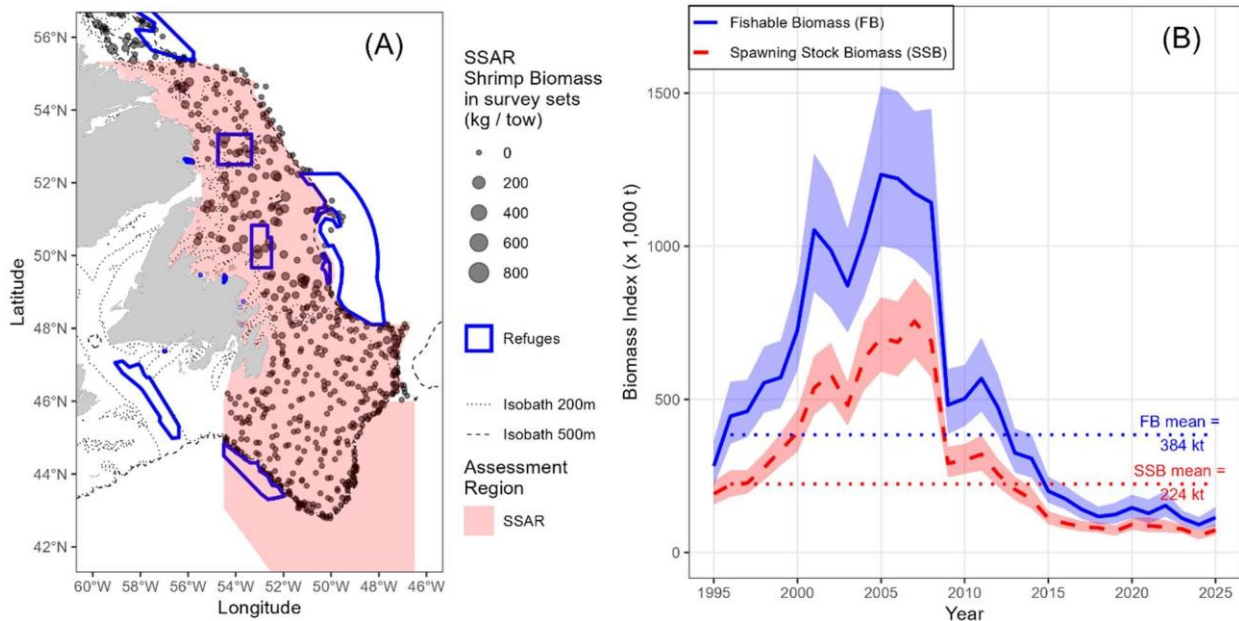 (A)
Latitude
56°N
54°N
52°N
50°N
48°N
46°N
44°N
42°N
60°W 58°W 56°W 54°W 52°W 50°W 48°W 46°W
Longitude
SSAR
Shrimp Biomass
in survey sets
(kg / tow)
0
200
400
600
800
Refuges
Isobath 200m
Isobath 500m
Assessment
Region
SSAR
(B)
Fishable Biomass (FB)
Spawning Stock Biomass (SSB)
Biomass Index (x 1,000 t)
1500
1000
500
0
FB mean =
384 kt
SSB mean =
224 kt
1995 2000 2005 2010 2015 2020 2025
Year